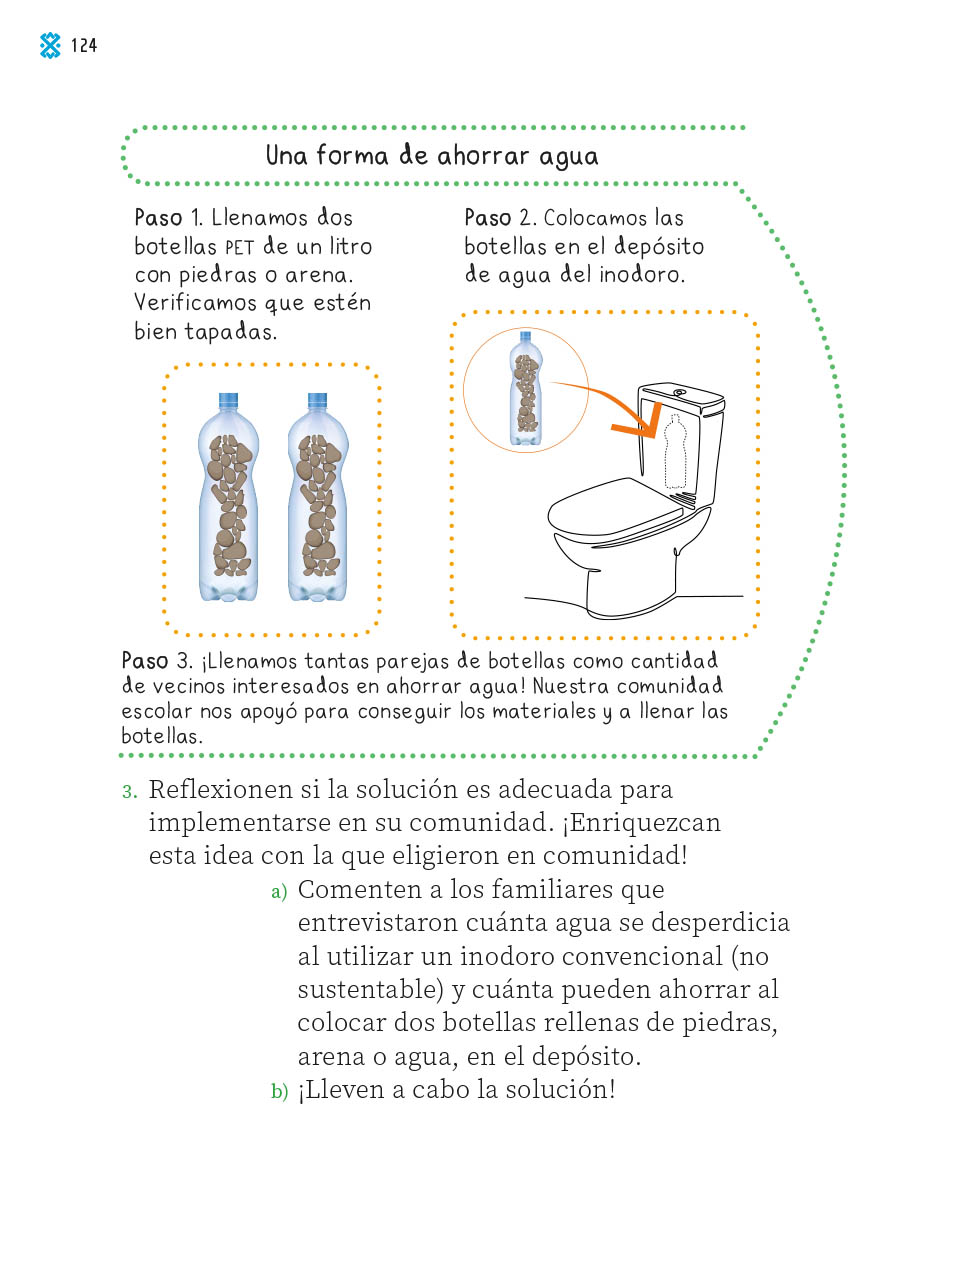 124
Una forma de ahorrar agua
Paso 1. Llenamos dos
botellas PET de un litro
con piedras o arena.
Verificamos que estén
bien tapadas.
Paso 2. Colocamos las
botellas en el depósito
de agua del inodoro.
Paso 3. ¡Llenamos tantas parejas de botellas como cantidad
de vecinos interesados en ahorrar agua! Nuestra comunidad
escolar nos apoyó para conseguir los materiales y a llenar las
botellas.
3. Reflexionen si la solución es adecuada para
implementarse en su comunidad. ¡Enriquezcan
esta idea con la que eligieron en comunidad!
a) Comenten a los familiares que
entrevistaron cuánta agua se desperdicia
al utilizar un inodoro convencional (no
sustentable) y cuánta pueden ahorrar al
colocar dos botellas rellenas de piedras,
arena o agua, en el depósito.
b) ¡Lleven a cabo la solución!